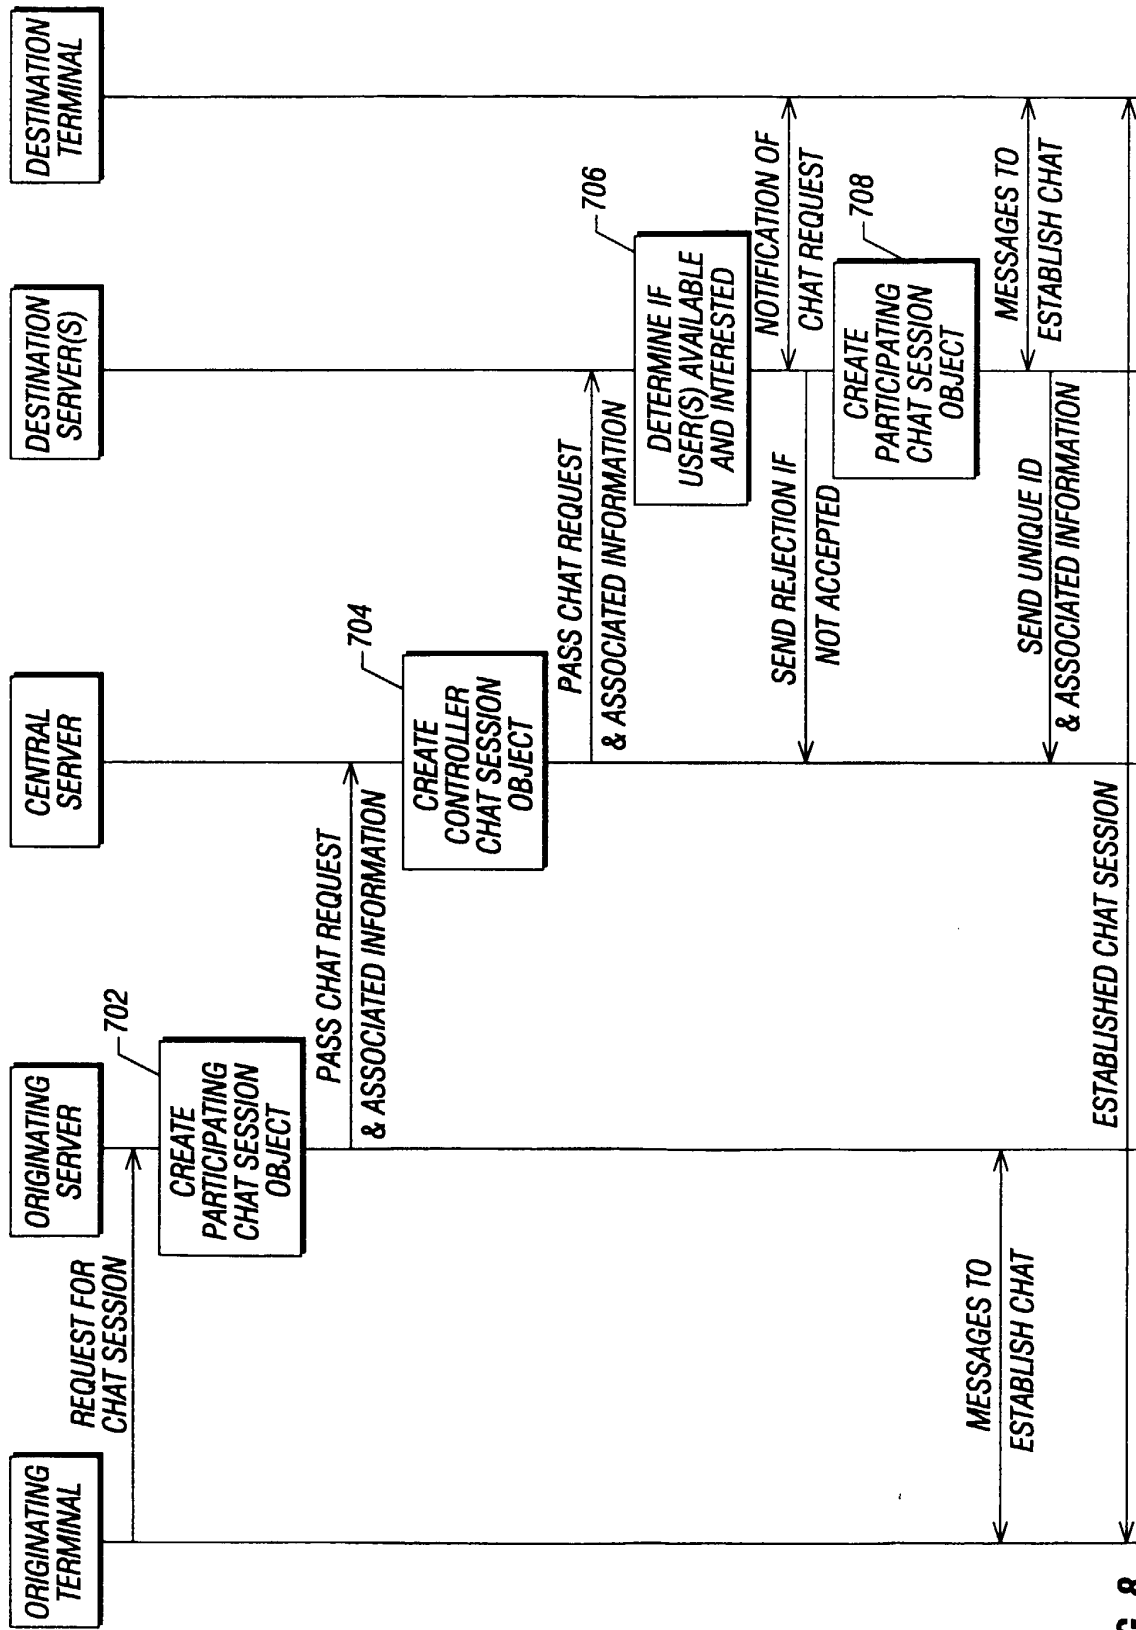 ORIGINATING
TERMINAL
ORIGINATING
SERVER
CENTRAL
SERVER
DESTINATION
SERVER(S)
DESTINATION
TERMINAL
REQUEST FOR
CHAT SESSION
702
CREATE
PARTICIPATING
CHAT SESSION
OBJECT
PASS CHAT REQUEST
& ASSOCIATED INFORMATION
704
CREATE
CONTROLLER
CHAT SESSION
OBJECT
PASS CHAT REQUEST
& ASSOCIATED INFORMATION
706
DETERMINE IF
USER(S) AVAILABLE
AND INTERESTED
NOTIFICATION OF
CHAT REQUEST
SEND REJECTION IF
NOT ACCEPTED
708
CREATE
PARTICIPATING
CHAT SESSION
OBJECT
MESSAGES TO
ESTABLISH CHAT
MESSAGES TO
ESTABLISH CHAT
SEND UNIQUE ID
& ASSOCIATED INFORMATION
ESTABLISHED CHAT SESSION
8